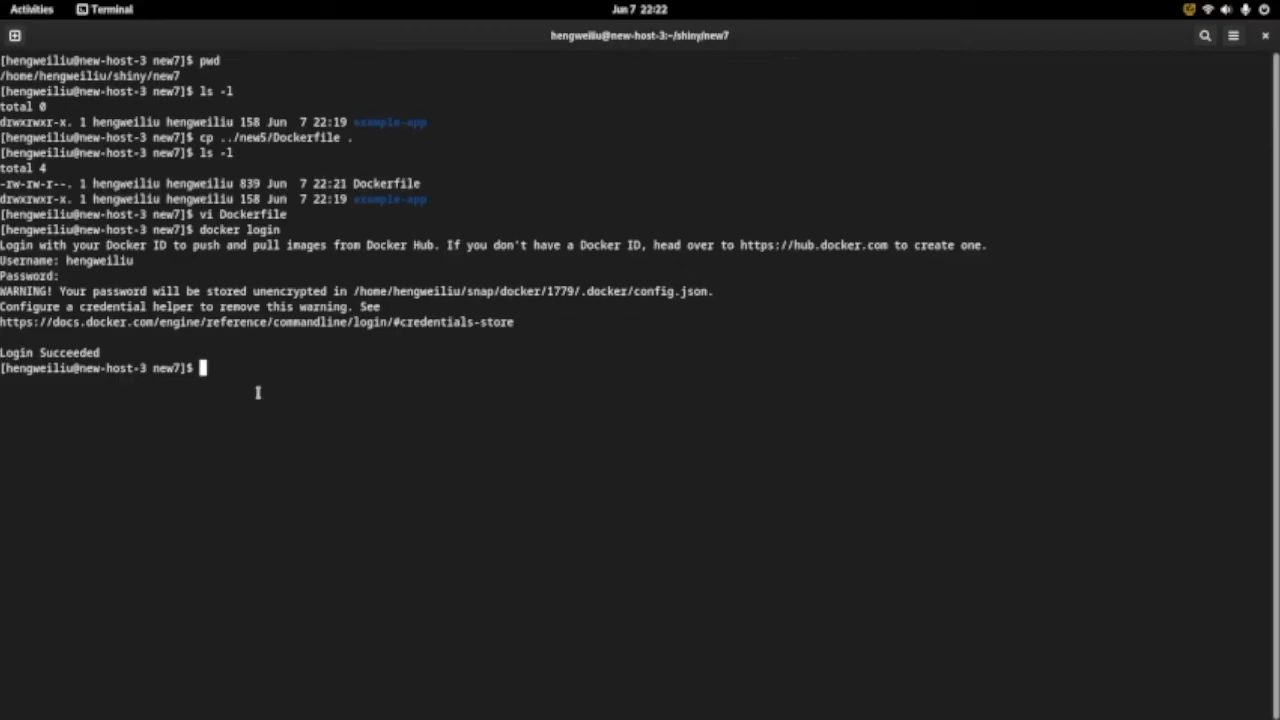 Activities
Terminal
Jun 7 22:22
hengweiliu@new-host-3:~/shiny/new7
[hengweiliu@new-host-3 new7]$ pwd
/home/hengweiliu/shiny/new7
[hengweiliu@new-host-3 new7]$ ls -l
total 0
drwxrwxr-x. 1 hengweiliu hengweiliu 158 Jun  7 22:19 example-app
[hengweiliu@new-host-3 new7]$ cp ../new5/Dockerfile .
[hengweiliu@new-host-3 new7]$ ls -l
total 4
-rw-rw-r--. 1 hengweiliu hengweiliu 839 Jun  7 22:21 Dockerfile
drwxrwxr-x. 1 hengweiliu hengweiliu 158 Jun  7 22:19 example-app
[hengweiliu@new-host-3 new7]$ vi Dockerfile
[hengweiliu@new-host-3 new7]$ docker login
Login with your Docker ID to push and pull images from Docker Hub. If you don't have a Docker ID, head over to https://hub.docker.com to create one.
Username: hengweiliu
Password:
WARNING! Your password will be stored unencrypted in /home/hengweiliu/snap/docker/1779/.docker/config.json.
Configure a credential helper to remove this warning. See
https://docs.docker.com/engine/reference/commandline/login/#credentials-store
Login Succeeded
[hengweiliu@new-host-3 new7]$